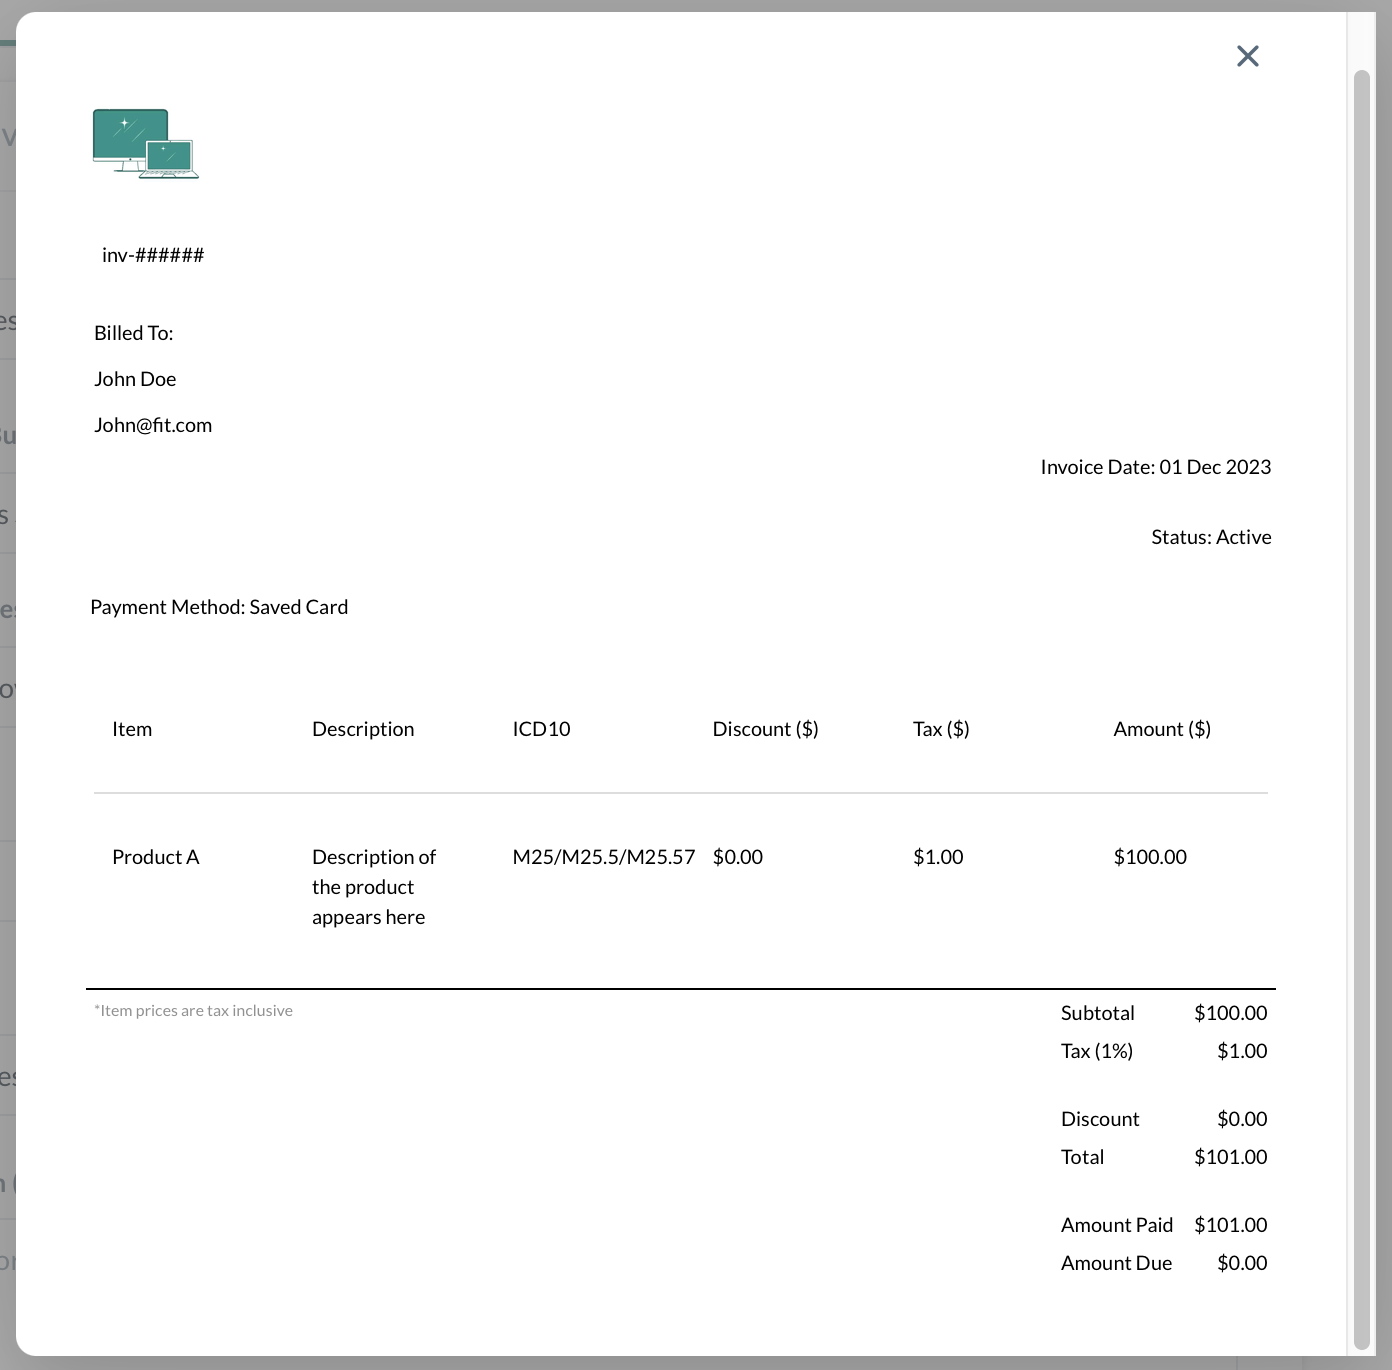 inv-######
Billed To:
John Doe
John@fit.com
Invoice Date: 01 Dec 2023
Status: Active
Payment Method: Saved Card
Item Description ICD10 Discount ($) Tax ($) Amount ($)
Product A Description of M25/M25.5/M25.57 $0.00 $1.00 $100.00
the product
appears here
*Item prices are tax inclusive
Subtotal $100.00
Tax (1%) $1.00
Discount $0.00
Total $101.00
Amount Paid $101.00
Amount Due $0.00